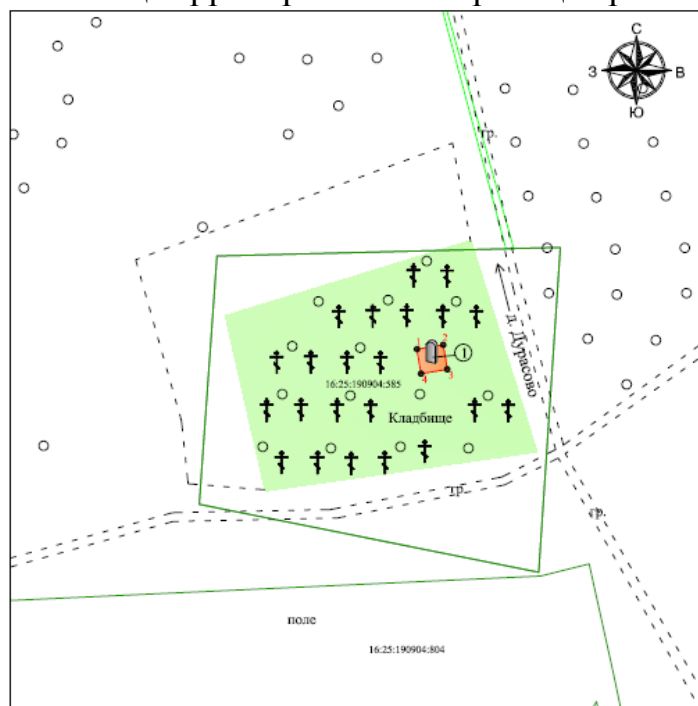 С
З В
Ю
гр.
д. Дурасово
1 2
1
4 3
16:25:190904:585
Кладбище
гр.
гр.
поле
16:25:190904:804